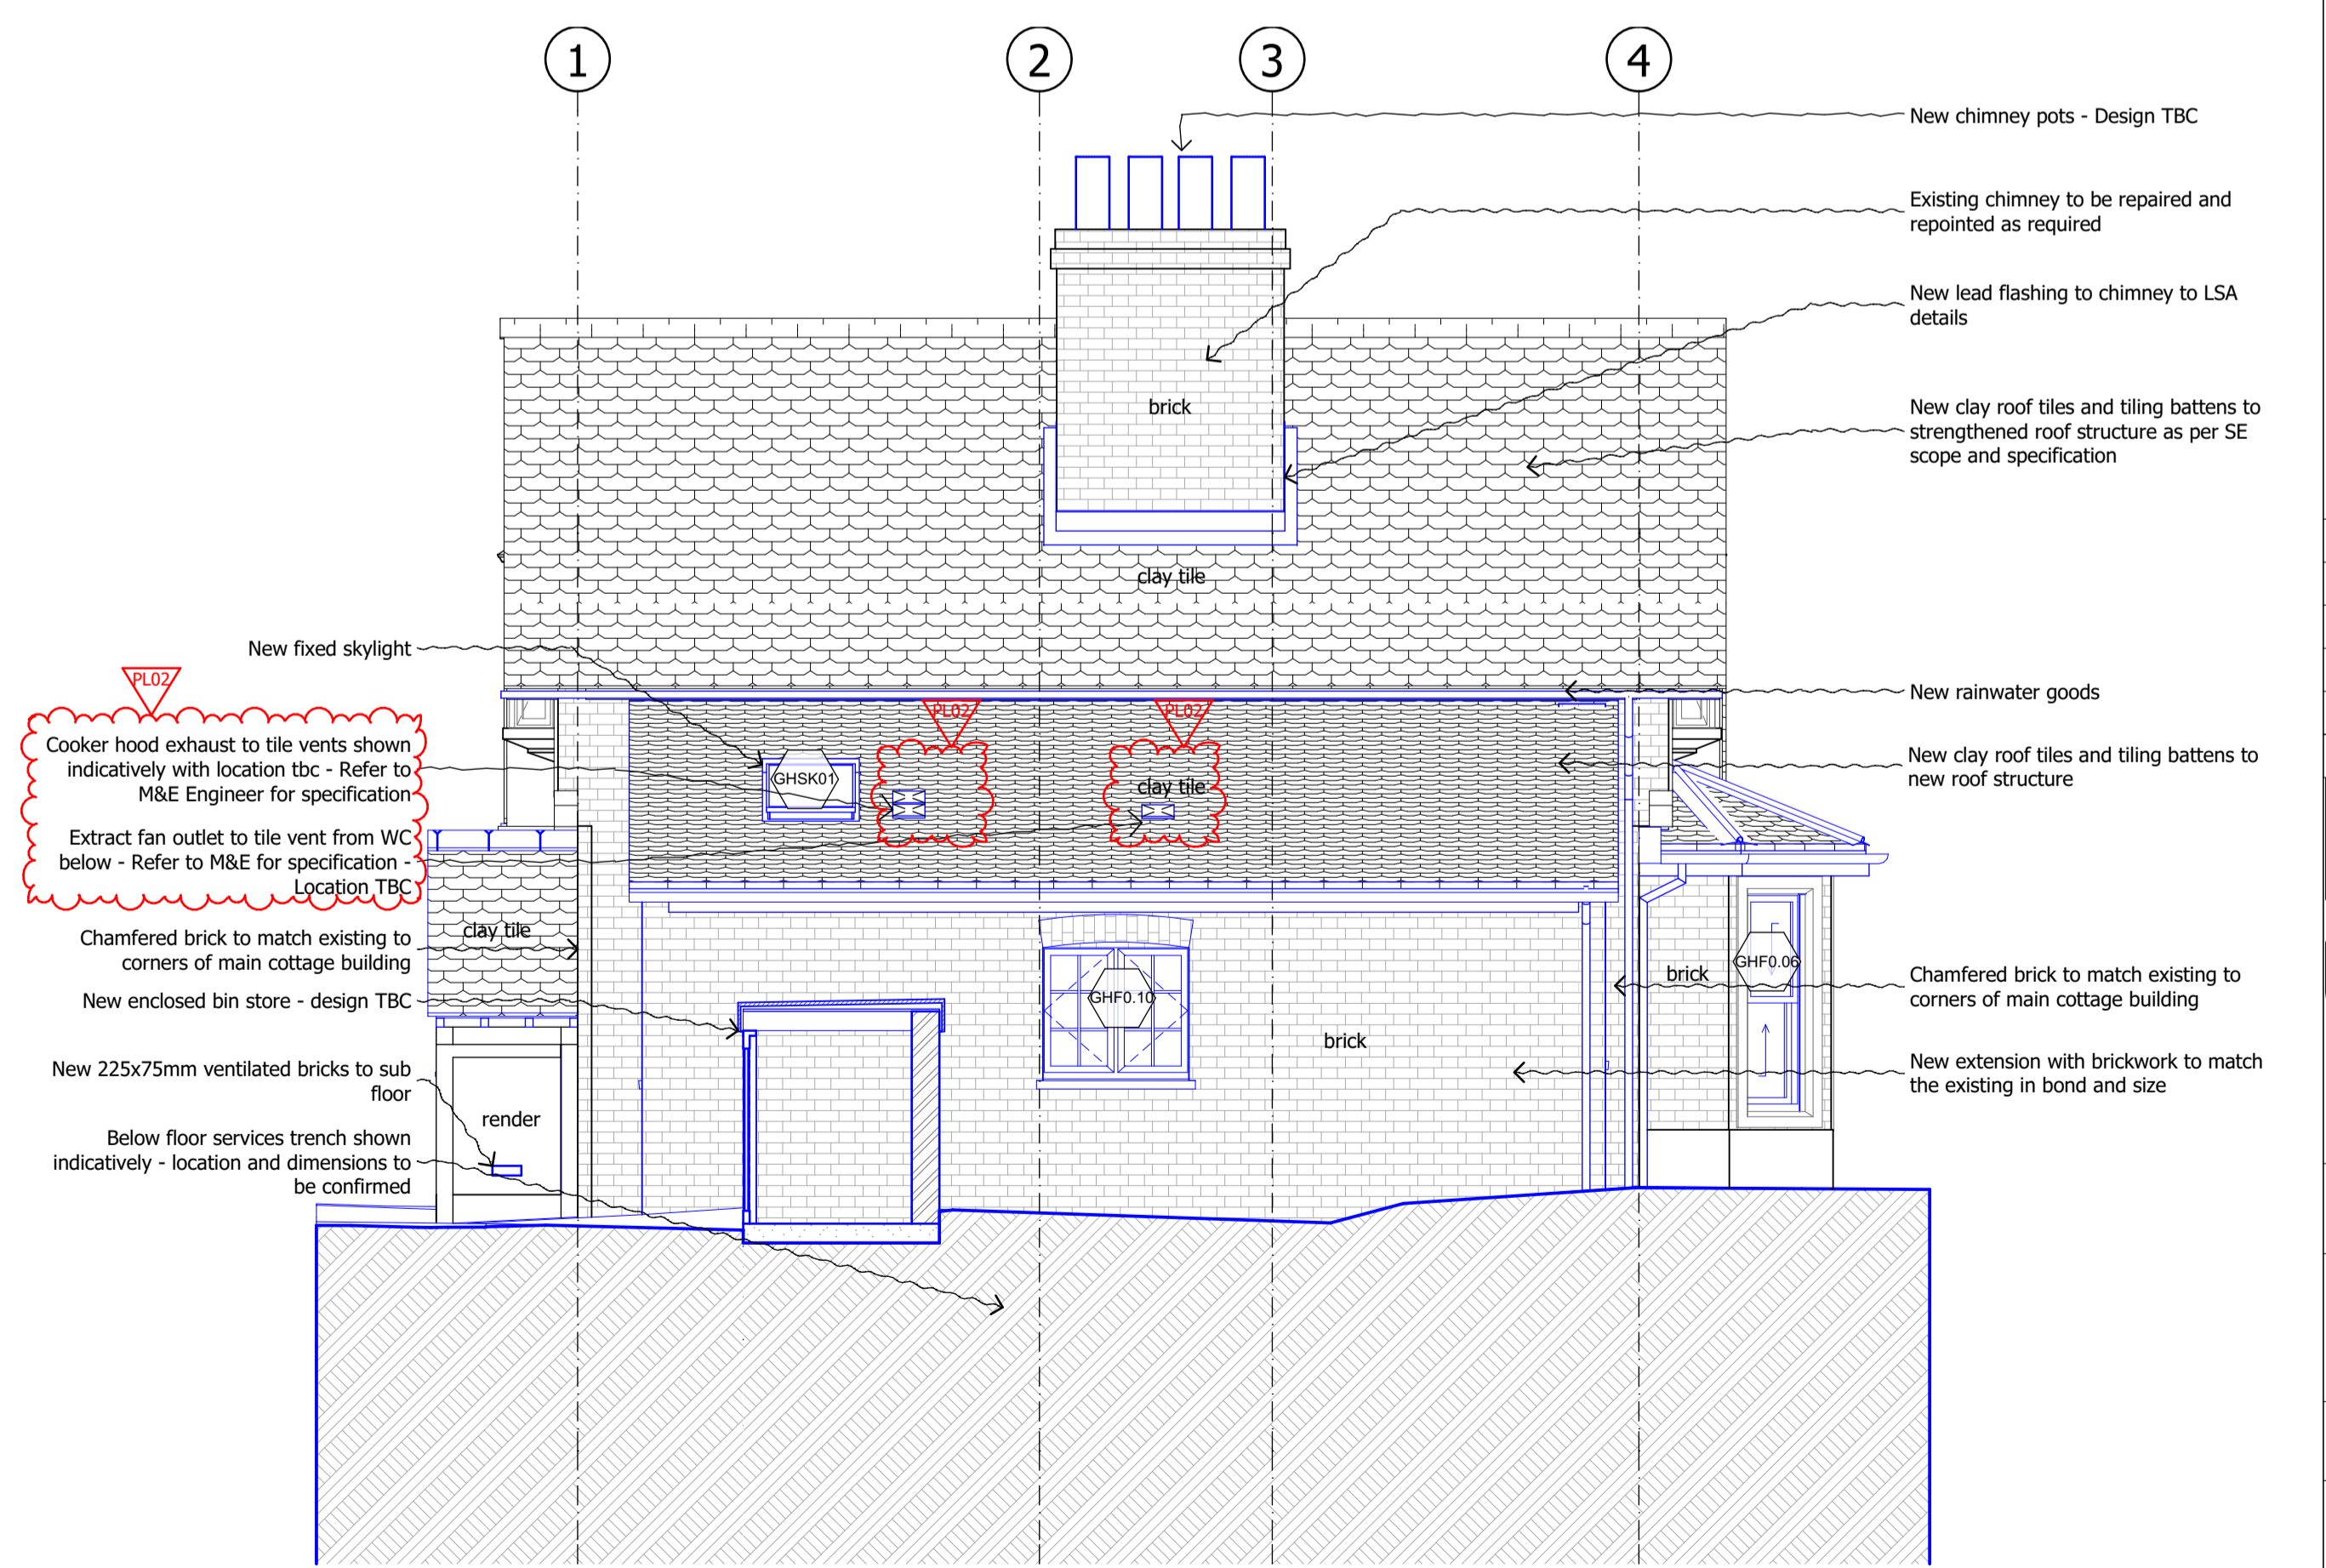 1
2
3
4
New chimney pots - Design TBC
Existing chimney to be repaired and
repointed as required
New lead flashing to chimney to LSA
details
brick
New clay roof tiles and tiling battens to
strengthened roof structure as per SE
scope and specification
clay tile
New fixed skylight
PL02
New rainwater goods
PL02
PL02
Cooker hood exhaust to tile vents shown
indicatively with location tbc - Refer to
M&E Engineer for specification
GHSK01
clay tile
New clay roof tiles and tiling battens to
new roof structure
Extract fan outlet to tile vent from WC
below - Refer to M&E for specification -
Location TBC
clay tile
Chamfered brick to match existing to
corners of main cottage building
New enclosed bin store - design TBC
GHF0.10
brick
brick
GHF0.06
Chamfered brick to match existing to
corners of main cottage building
New 225x75mm ventilated bricks to sub
floor
render
New extension with brickwork to match
the existing in bond and size
Below floor services trench shown
indicatively - location and dimensions to
be confirmed